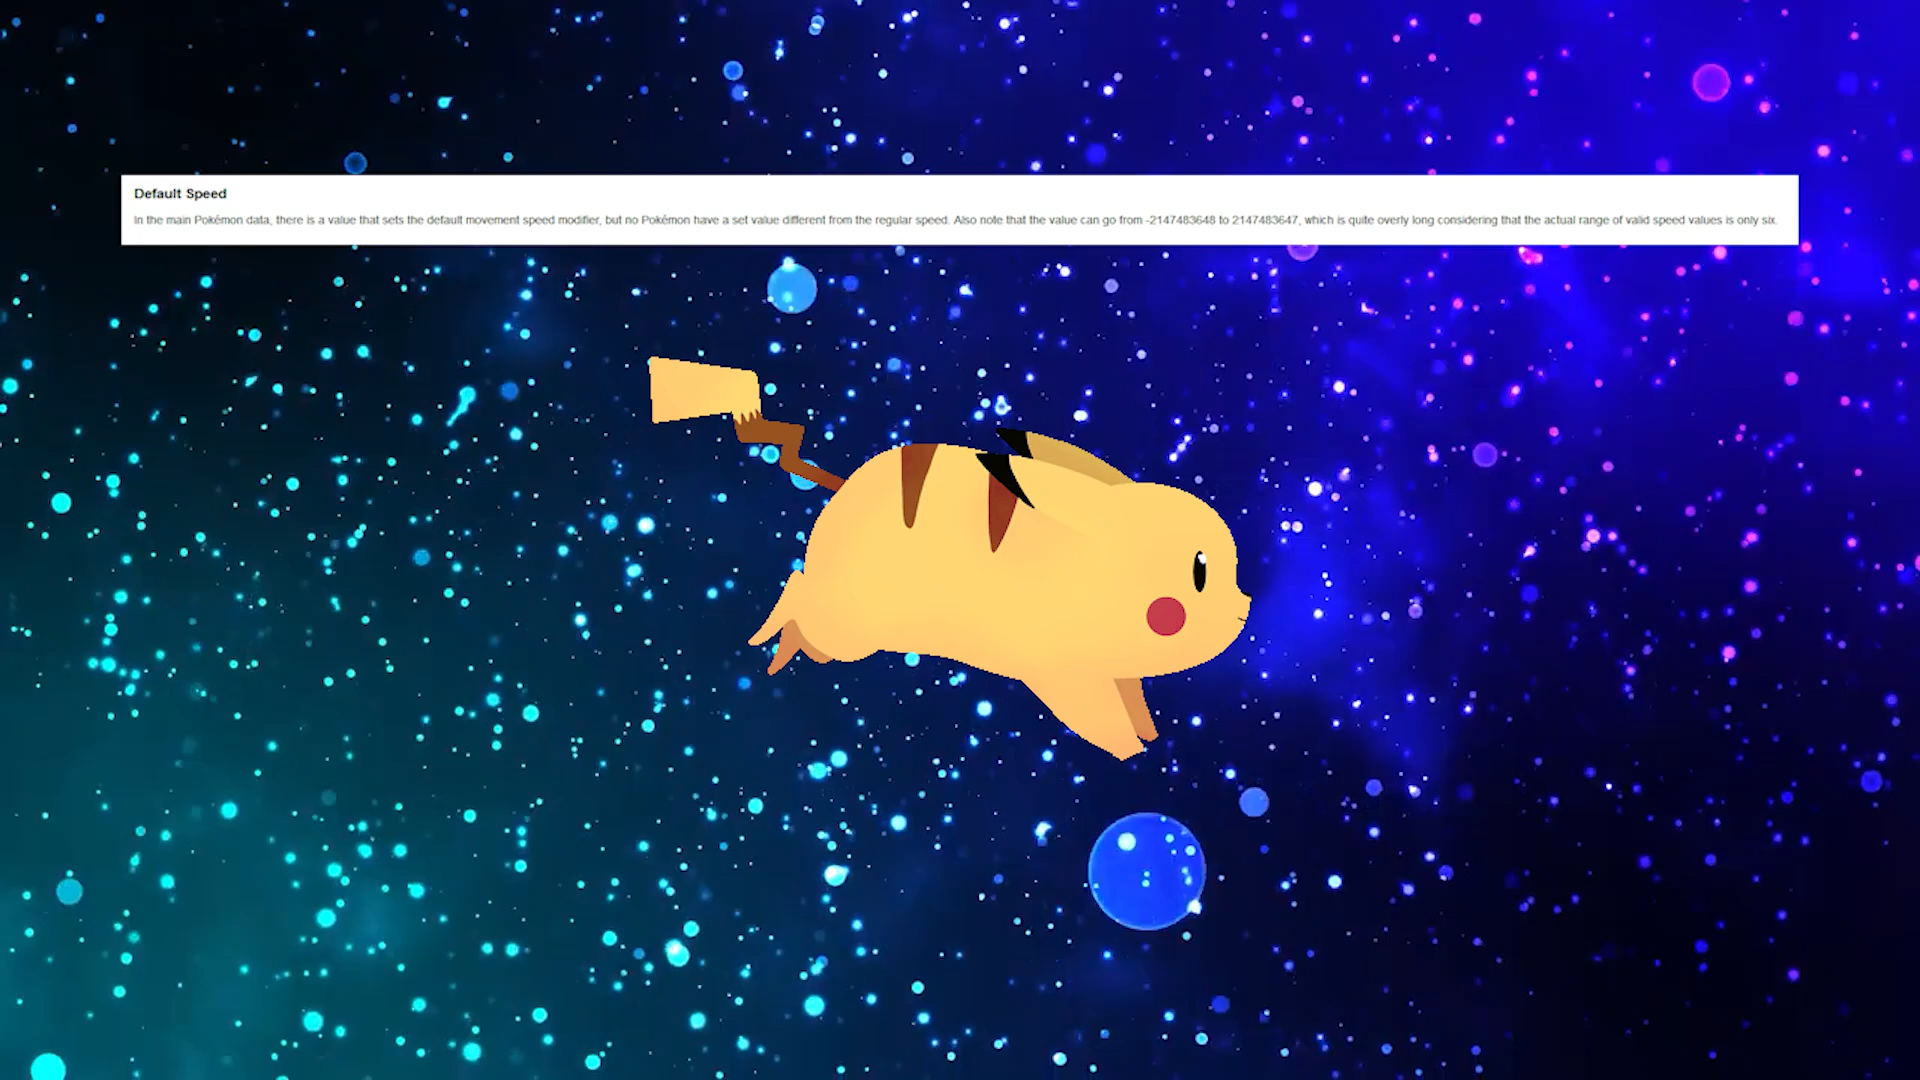 Default Speed
In the main Pokémon data, there is a value that sets the default movement speed modifier, but no Pokémon have a set value different from the regular speed. Also note that the value can go from -2147483648 to 2147483647, which is quite overly long considering that the actual range of valid speed values is only six.